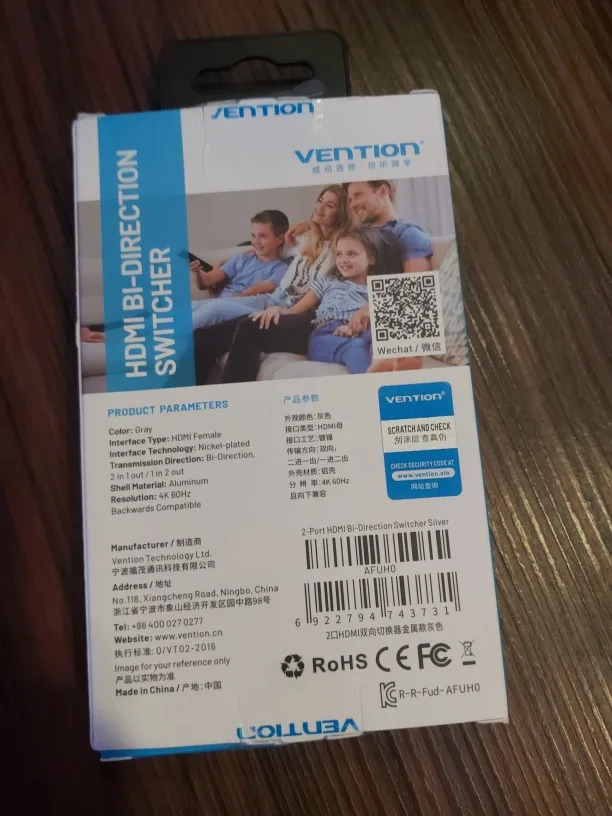 VENTION
VENTION®
威迅连接·视听随享
HDMI BI-DIRECTION
SWITCHER
Wechat / 微信
PRODUCT PARAMETERS
Color: Gray
Interface Type: HDMI Female
Interface Technology: Nickel-plated
Transmission Direction: Bi-Direction,
2 in 1 out / 1 in 2 out
Shell Material: Aluminum
Resolution: 4K 60Hz
Backwards Compatible
产品参数
外观颜色: 灰色
接口类型: HDMI母
接口工艺: 镀镍
传输方向: 双向,
二进一出/一进二出
外壳材质: 铝壳
分 辨 率: 4K 60Hz
且向下兼容
VENTION®
SCRATCH AND CHECK
刮涂层 查真伪
CHECK SECURITY CODE AT
www.vention.xin
网站查询
Manufacturer / 制造商
Vention Technology Ltd.
宁波福茂通讯科技有限公司
Address / 地址
No.118, Xiangcheng Road, Ningbo, China
浙江省宁波市象山经济开发区园中路98号
Tel: +86 400 027 0277
Website: www.vention.cn
执行标准: Q/VT02-2016
Image for your reference only
产品以实物为准
Made in China / 产地: 中国
2-Port HDMI Bi-Direction Switcher Silver
AFUH0
6 922794 743731
2口HDMI双向切换器金属款灰色
RoHS CE FC
R-R-Fud-AFUH0
VENTION